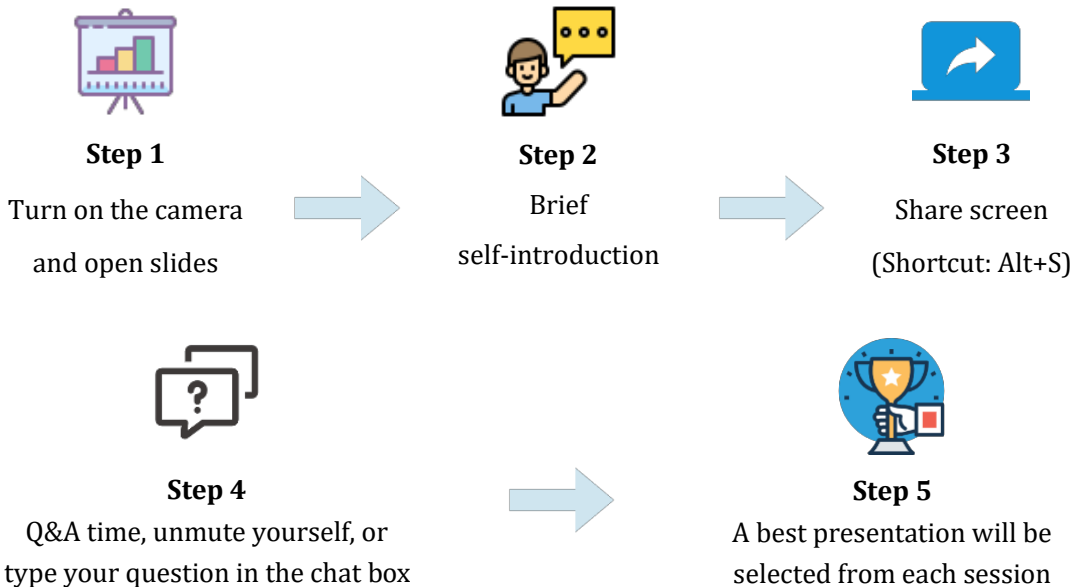 Step 1
Turn on the camera
and open slides
Step 2
Brief
self-introduction
Step 3
Share screen
(Shortcut: Alt+S)
Step 4
Q&A time, unmute yourself, or
type your question in the chat box
Step 5
A best presentation will be
selected from each session